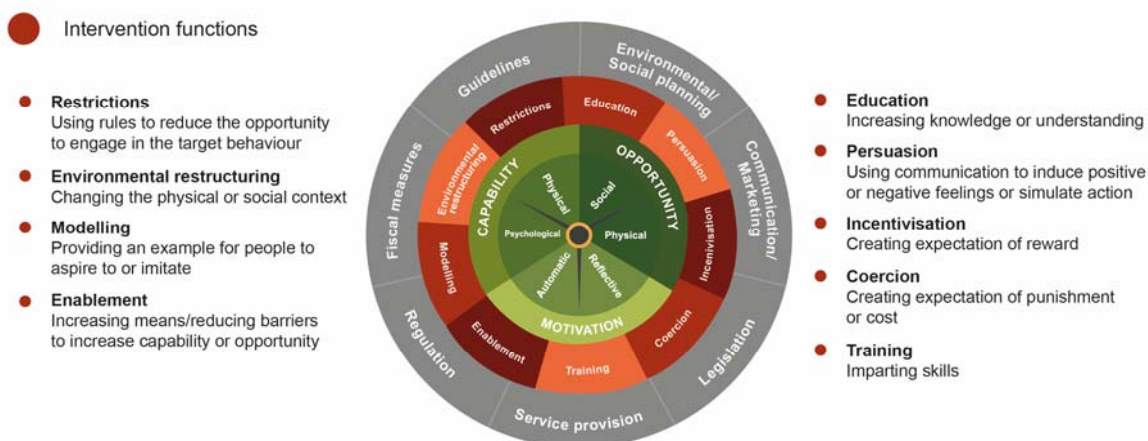 Intervention functions
Restrictions
Using rules to reduce the opportunity
to engage in the target behaviour
Environmental restructuring
Changing the physical or social context
Modelling
Providing an example for people to
aspire to or imitate
Enablement
Increasing means/reducing barriers
to increase capability or opportunity
Guidelines
Environmental/
Social planning
Communication/
Marketing
Legislation
Service provision
Regulation
Fiscal measures
Restrictions
Education
Persuasion
Incenivisation
Coercion
Training
Enablement
Modelling
Environmental
restructuring
CAPABILITY
OPPORTUNITY
MOTIVATION
Physical
Social
Psychological
Physical
Automatic
Reflective
Education
Increasing knowledge or understanding
Persuasion
Using communication to induce positive
or negative feelings or simulate action
Incentivisation
Creating expectation of reward
Coercion
Creating expectation of punishment
or cost
Training
Imparting skills